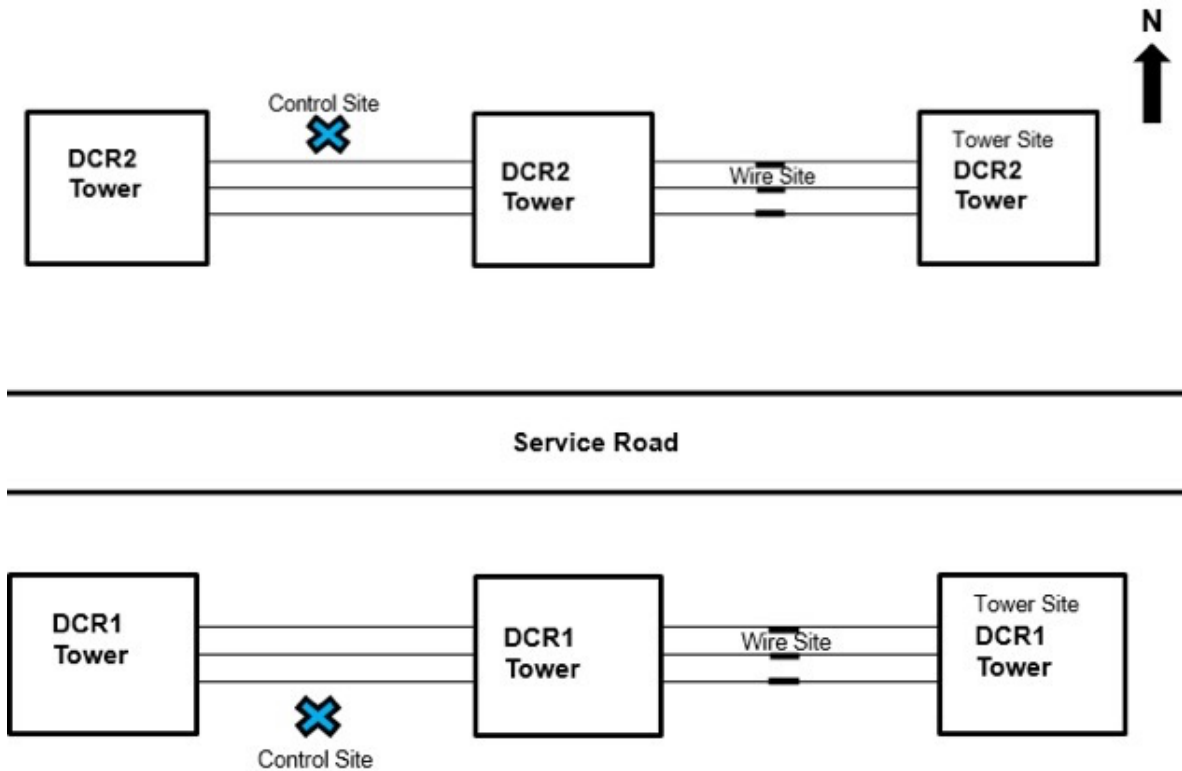 N
Control Site
DCR2
Tower
DCR2
Tower
Wire Site
Tower Site
DCR2
Tower
Service Road
DCR1
Tower
DCR1
Tower
Wire Site
Tower Site
DCR1
Tower
Control Site